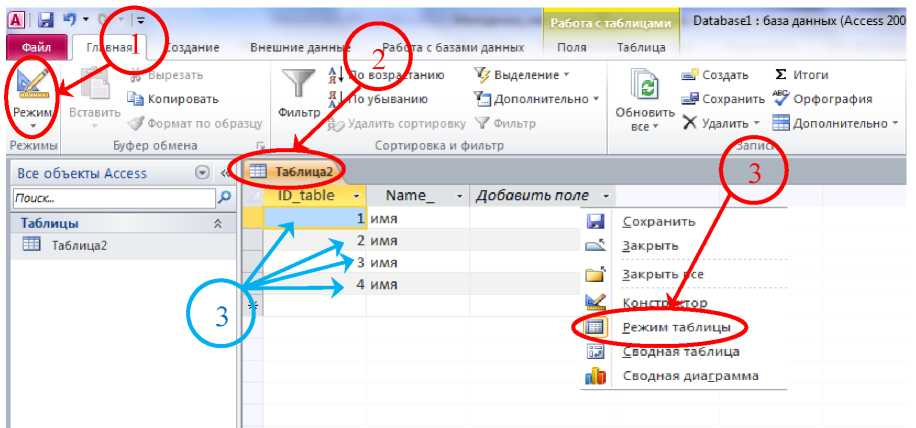 Работа с таблицами
Database1 : база данных (Access 200
Файл
Главная
Создание
Внешние данные
Работа с базами данных
Поля
Таблица
1
2
Режим
Вставить
Вырезать
Копировать
Формат по образцу
Фильтр
По возрастанию
По убыванию
Удалить сортировку
Выделение
Дополнительно
Фильтр
Обновить
все
Создать
Сохранить
Удалить
Σ Итоги
Орфография
Дополнительно
Режимы
Буфер обмена
Сортировка и фильтр
Записи
Все объекты Access
Поиск...
Таблицы
Таблица2
Таблица2
3
ID_table
Name_
Добавить поле
1 имя
2 имя
3 имя
4 имя
*
3
Сохранить
Закрыть
Закрыть все
Конструктор
Режим таблицы
Сводная таблица
Сводная диаграмма